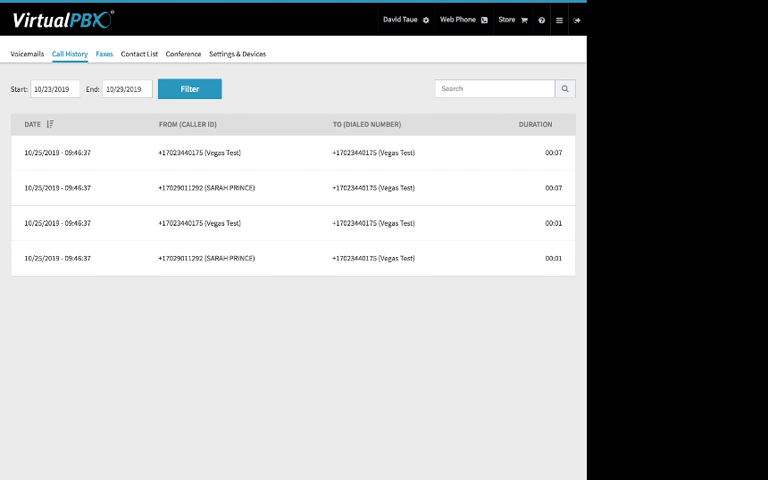 VirtualPBX®
David Taue Web Phone Store
Voicemails Call History Faxes Contact List Conference Settings & Devices
Start: 10/23/2019 End: 10/29/2019 Filter Search
DATE FROM (CALLER ID) TO (DIALED NUMBER) DURATION
10/25/2019 - 09:46:37 +17023440175 (Vegas Test) +17023440175 (Vegas Test) 00:07
10/25/2019 - 09:46:37 +17029011292 (SARAH PRINCE) +17023440175 (Vegas Test) 00:07
10/25/2019 - 09:46:37 +17023440175 (Vegas Test) +17023440175 (Vegas Test) 00:01
10/25/2019 - 09:46:37 +17029011292 (SARAH PRINCE) +17023440175 (Vegas Test) 00:01